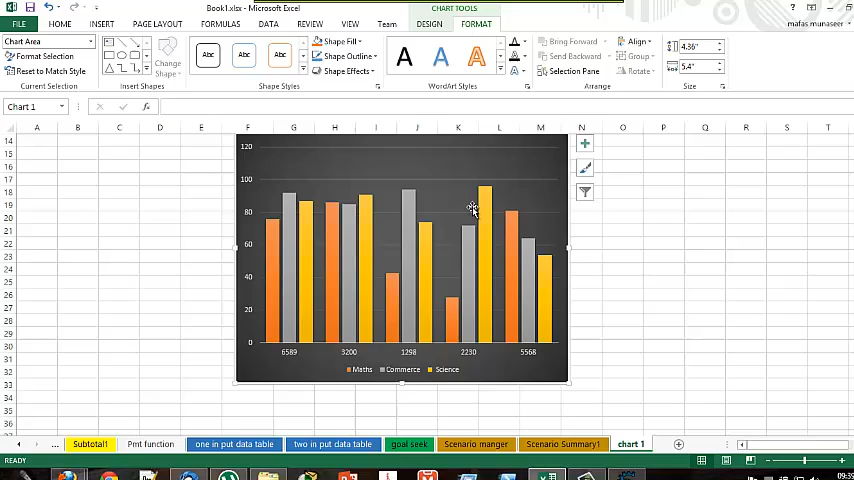 Book1.xlsx - Microsoft Excel
CHART TOOLS
FILE HOME INSERT PAGE LAYOUT FORMULAS DATA REVIEW VIEW Team DESIGN FORMAT
mafas munaseer
Chart Area
Format Selection
Reset to Match Style
Current Selection
Change
Shapes
Insert Shapes
Abc Abc Abc
Shape Fill
Shape Outline
Shape Effects
Shape Styles
A A A
WordArt Styles
Bring Forward
Send Backward
Selection Pane
Align
Group
Rotate
Arrange
4.36"
5.4"
Size
Chart 1
fx
A B C D E F G H I J K L M N O P Q R S T
14
15
16
17
18
19
20
21
22
23
24
25
26
27
28
29
30
31
32
33
34
35
36
120
100
80
60
40
20
0
6589 3200 1298 2230 5568
Maths Commerce Science
... Subtotal1 Pmt function one in put data table two in put data table goal seek Scenario manger Scenario Summary1 chart 1
READY